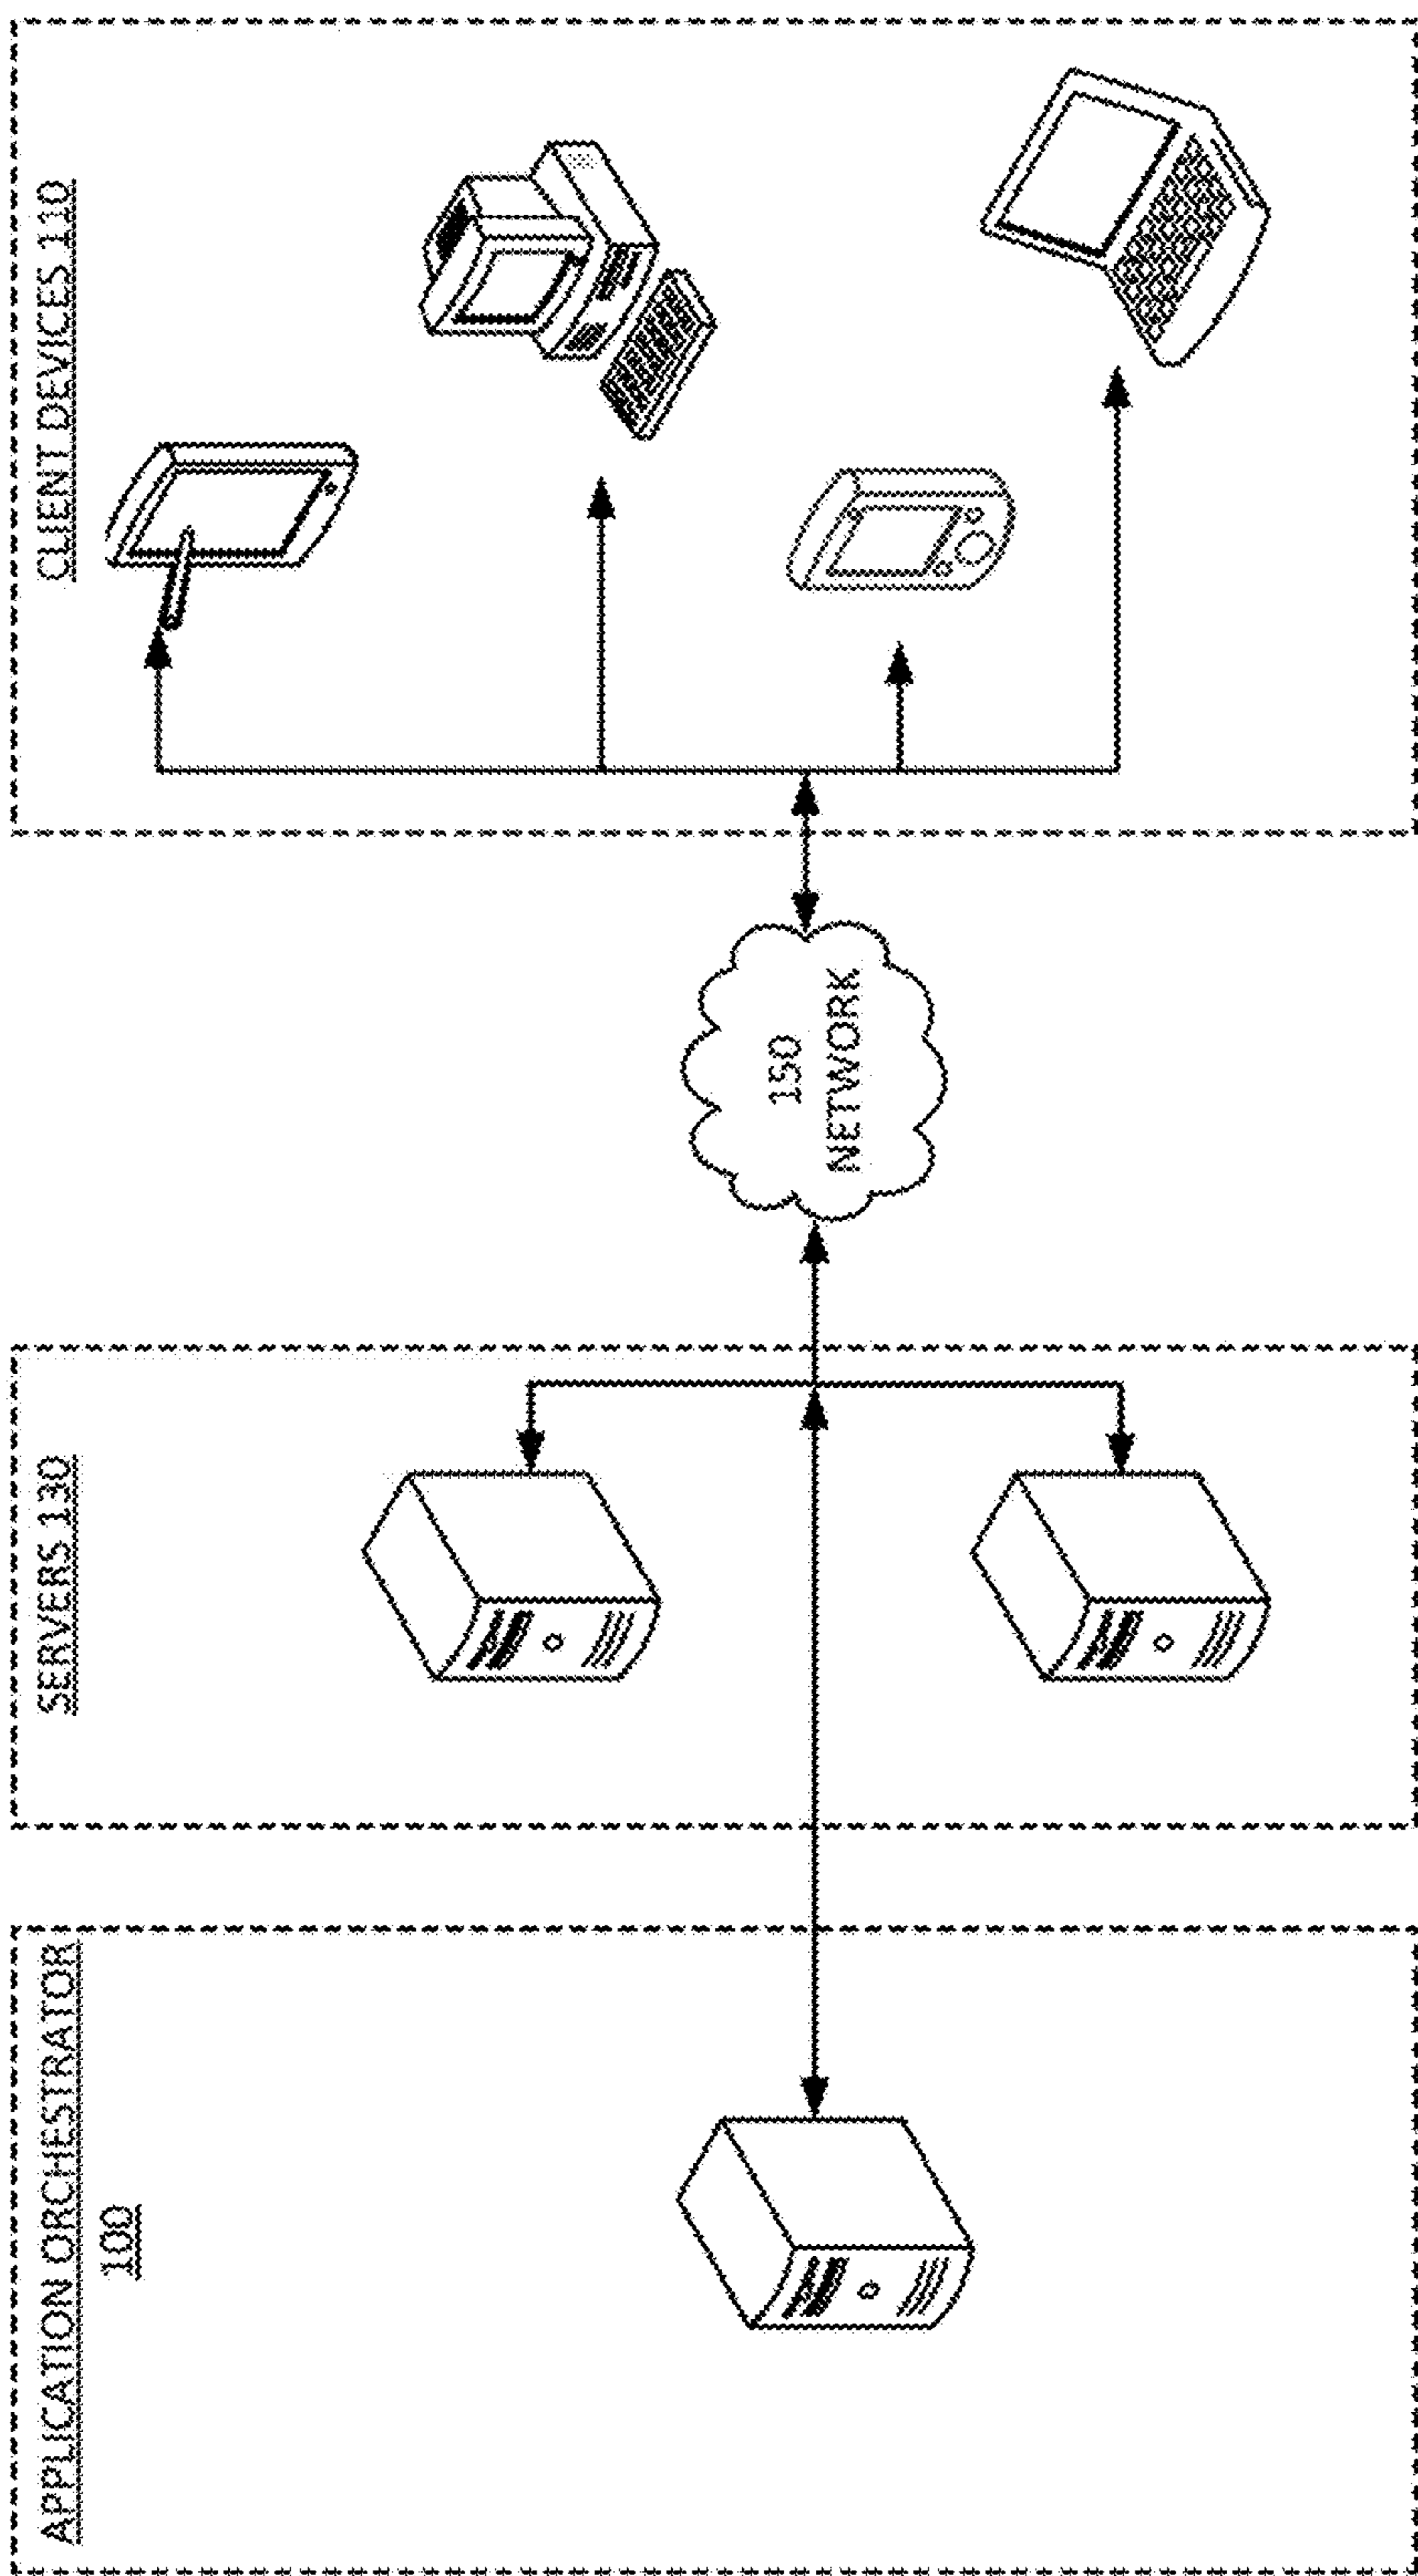 APPLICATION ORCHESTRATOR
100
SERVERS 130
150
NETWORK
CLIENT DEVICES 110